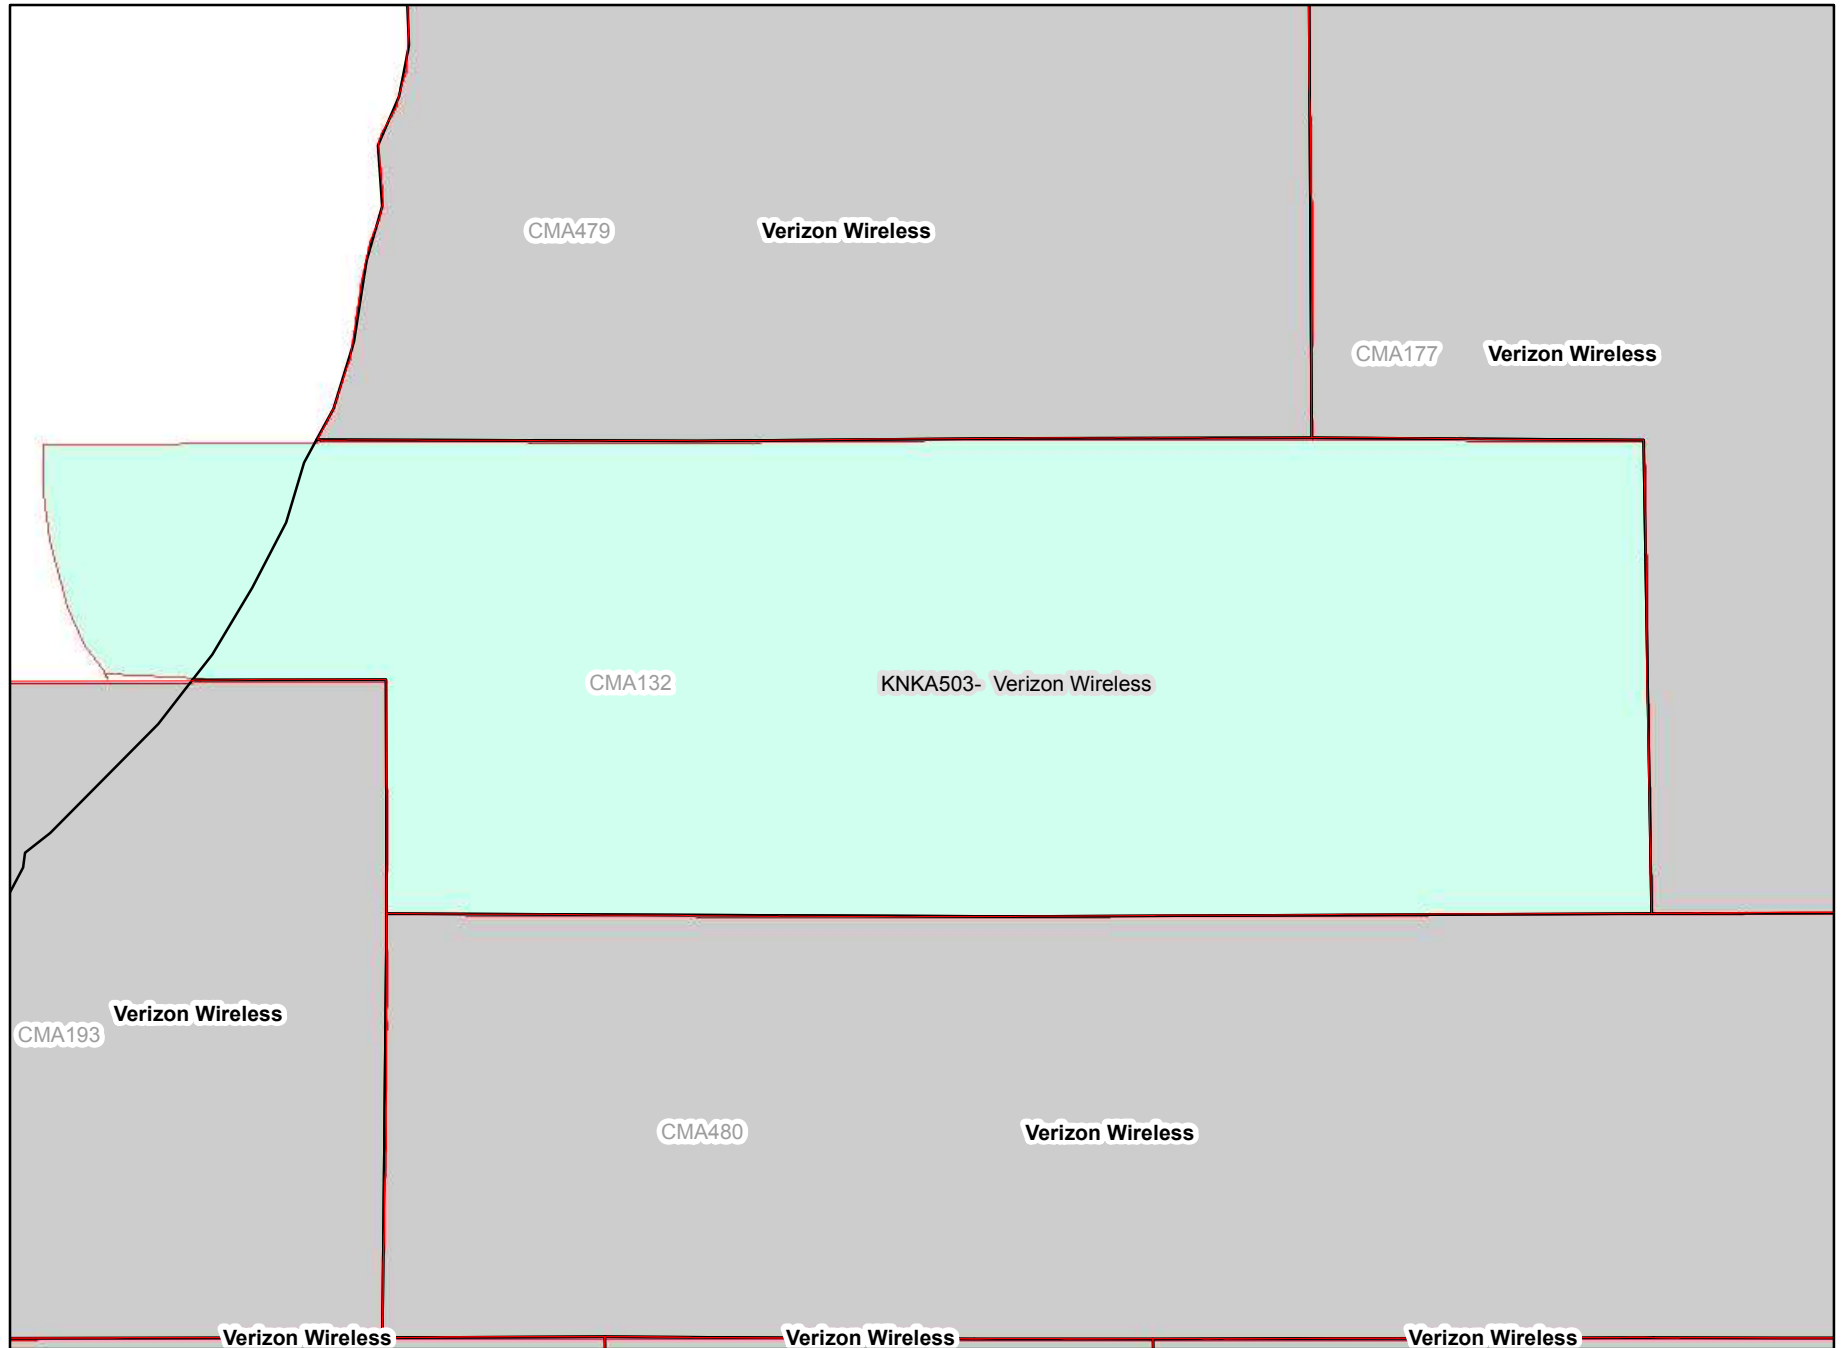 CMA479 Verizon Wireless
CMA177 Verizon Wireless
CMA132 KNKA503- Verizon Wireless
Verizon Wireless
CMA193
CMA480 Verizon Wireless
Verizon Wireless Verizon Wireless Verizon Wireless